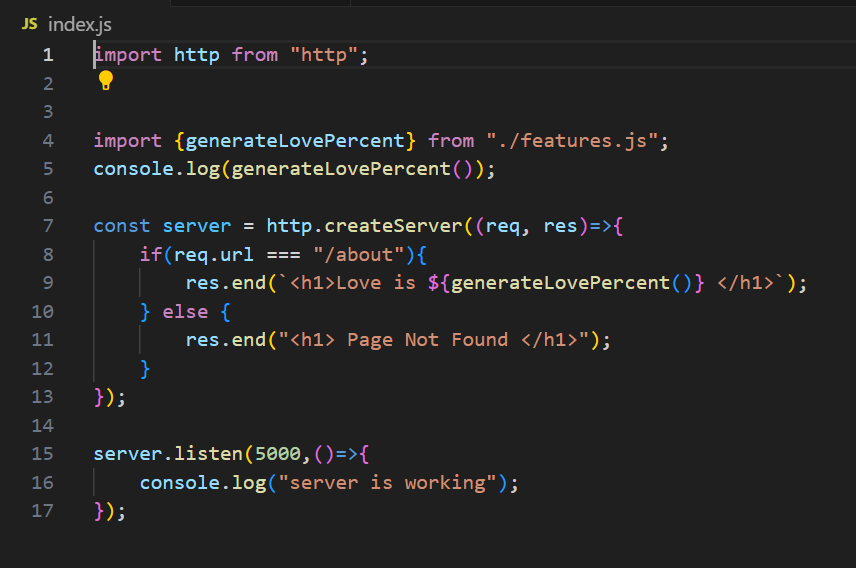 JS index.js
1 import http from "http";
2
3
4 import {generateLovePercent} from "./features.js";
5 console.log(generateLovePercent());
6
7 const server = http.createServer((req, res)=>{
8     if(req.url === "/about"){
9         res.end(`<h1>Love is ${generateLovePercent()} </h1>`);
10     } else {
11         res.end("<h1> Page Not Found </h1>");
12     }
13 });
14
15 server.listen(5000,()=>{
16     console.log("server is working");
17 });